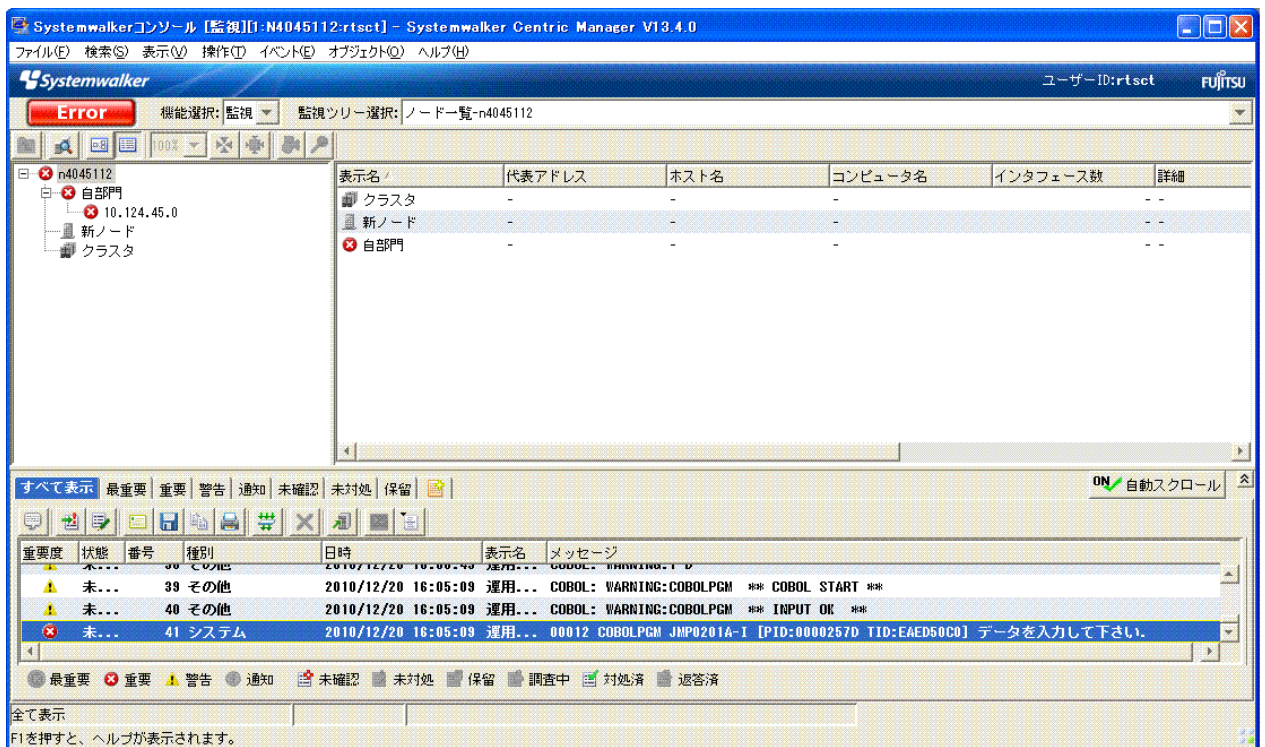 Systemwalkerコンソール [監視][1:N4045112:rtsct] - Systemwalker Centric Manager V13.4.0
ファイル(F) 検索(S) 表示(V) 操作(T) イベント(E) オブジェクト(O) ヘルプ(H)
Systemwalker ユーザーID:rtsct FUJITSU
Error 機能選択: 監視 監視ツリー選択: ノード一覧-n4045112
100%
n4045112
自部門
10.124.45.0
新ノード
クラスタ
表示名 代表アドレス ホスト名 コンピュータ名 インタフェース数 詳細
クラスタ - - - - -
新ノード - - - - -
自部門 - - - - -
すべて表示 最重要 重要 警告 通知 未確認 未対処 保留 ON 自動スクロール
重要度 状態 番号 種別 日時 表示名 メッセージ
未... 39 その他 2010/12/20 16:05:09 運用... COBOL: WARNING:COBOLPGM ** COBOL START **
未... 40 その他 2010/12/20 16:05:09 運用... COBOL: WARNING:COBOLPGM ** INPUT OK **
未... 41 システム 2010/12/20 16:05:09 運用... 00012 COBOLPGM JMP0201A-I [PID:0000257D TID:EAED50C0] データを入力して下さい.
最重要 重要 警告 通知 未確認 未対処 保留 調査中 対処済 返答済
全て表示
F1を押すと、ヘルプが表示されます。